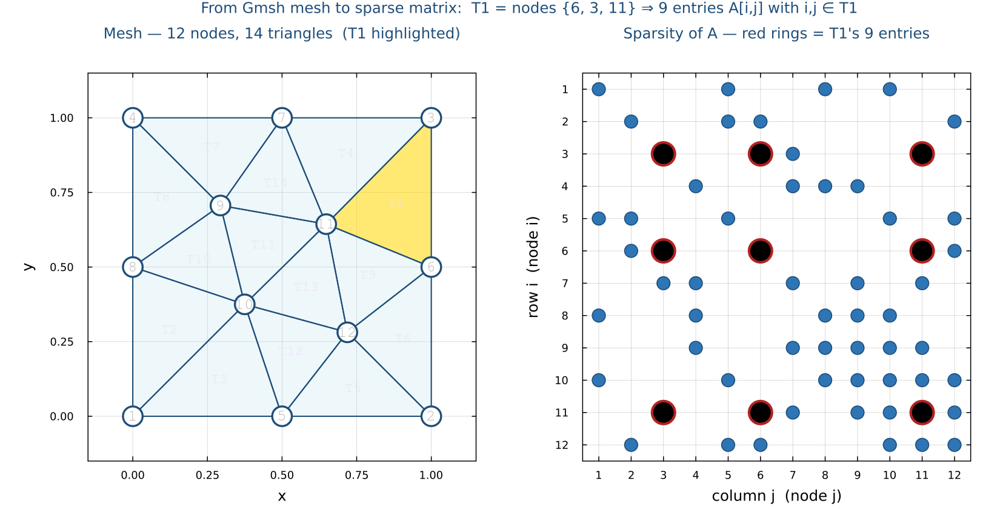 From Gmsh mesh to sparse matrix:  T1 = nodes {6, 3, 11} ⇒ 9 entries A[i,j] with i,j ∈ T1
Mesh — 12 nodes, 14 triangles  (T1 highlighted)
1.00
0.75
0.50
0.25
0.00
y
4
7
3
T7
T4
T14
T8
T1
9
11
T11
T10
8
6
T9
T13
10
12
T2
T6
T12
T3
T5
1
5
2
0.00 0.25 0.50 0.75 1.00
x
Sparsity of A — red rings = T1's 9 entries
1
2
3
4
5
6
7
8
9
10
11
12
row i  (node i)
1 2 3 4 5 6 7 8 9 10 11 12
column j  (node j)